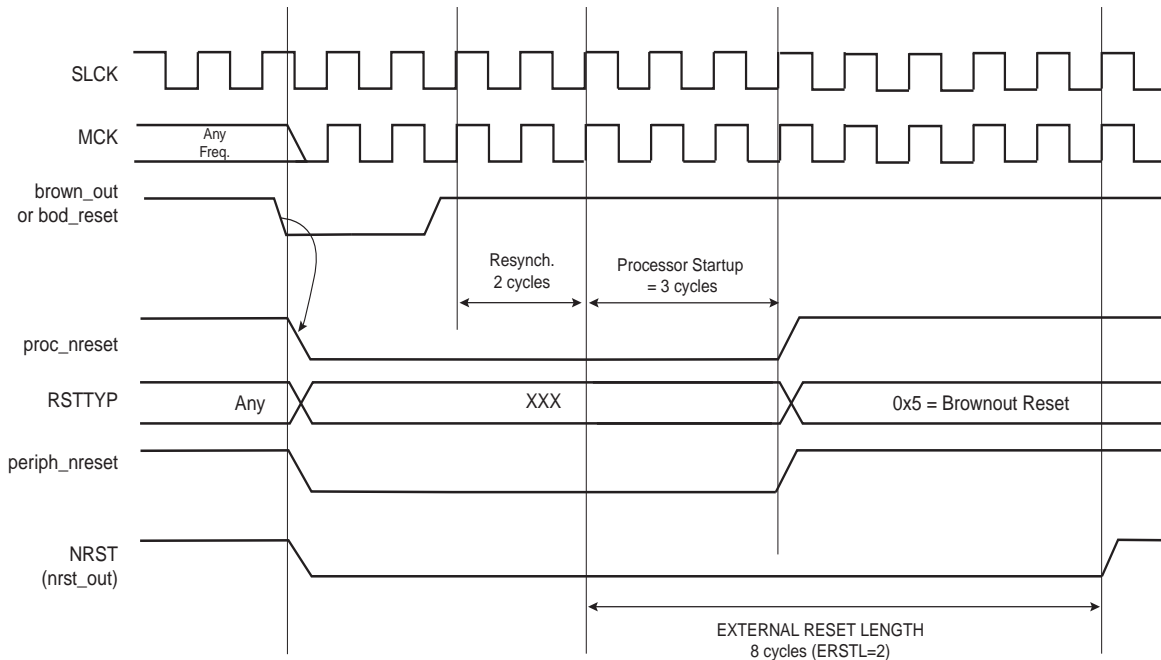 SLCK
MCK
Any
Freq.
brown_out
or bod_reset
Resynch.
2 cycles
Processor Startup
= 3 cycles
proc_nreset
RSTTYP
Any
XXX
0x5 = Brownout Reset
periph_nreset
NRST
(nrst_out)
EXTERNAL RESET LENGTH
8 cycles (ERSTL=2)